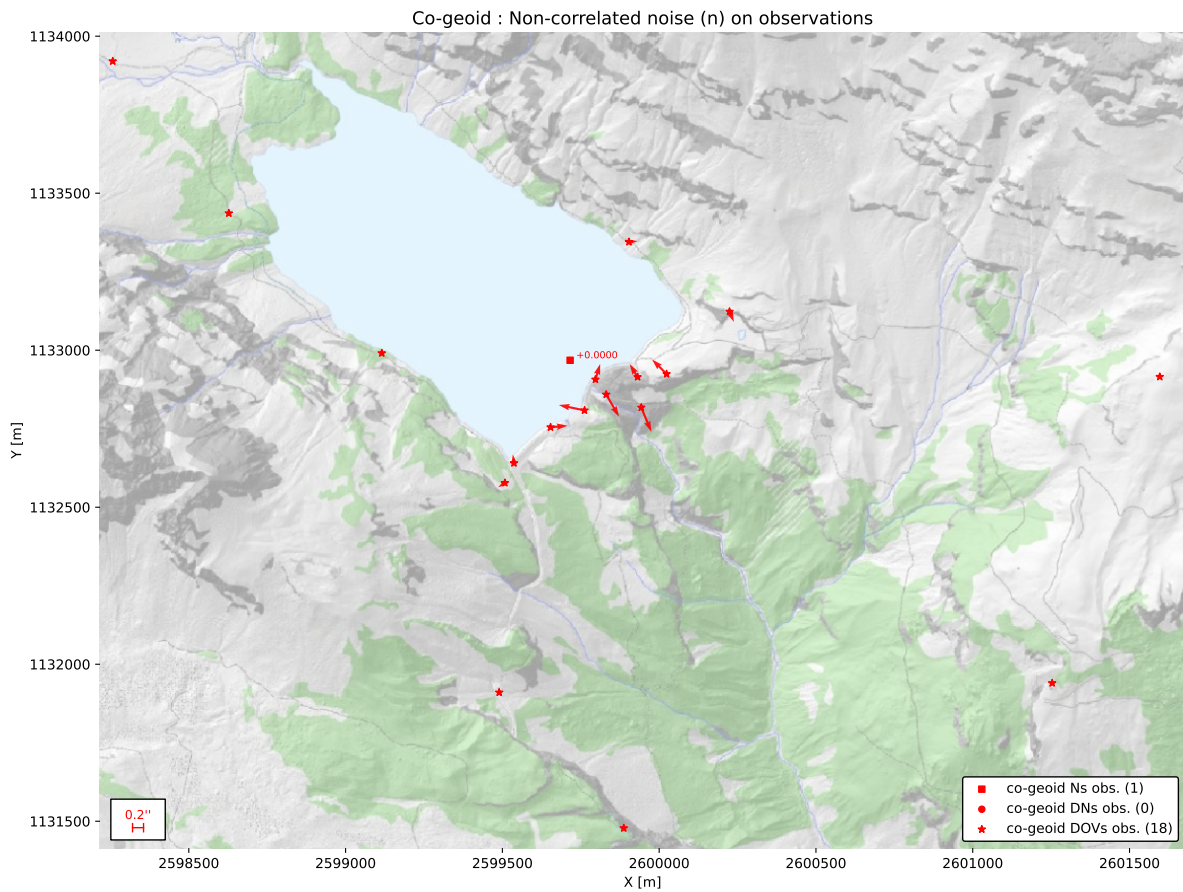 Co-geoid : Non-correlated noise (n) on observations
1134000
1133500
1133000
1132500
1132000
1131500
Y [m]
+0.0000
0.2''
co-geoid Ns obs. (1)
co-geoid DNs obs. (0)
co-geoid DOVs obs. (18)
2598500
2599000
2599500
2600000
2600500
2601000
2601500
X [m]